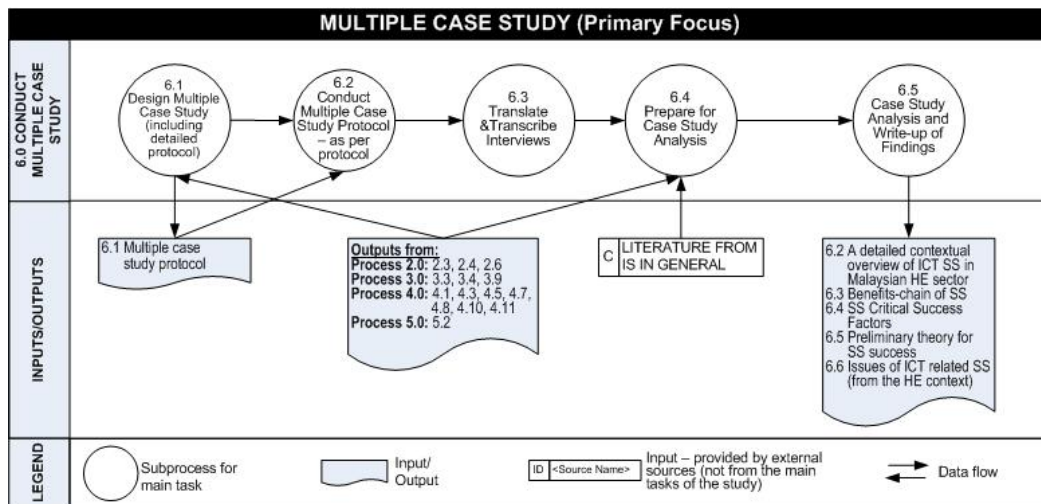 MULTIPLE CASE STUDY (Primary Focus)
6.0 CONDUCT
MULTIPLE CASE
STUDY
6.1
Design Multiple
Case Study
(including
detailed
protocol)
6.2
Conduct
Multiple Case
Study Protocol
– as per
protocol
6.3
Translate
&Transcribe
Interviews
6.4
Prepare for
Case Study
Analysis
6.5
Case Study
Analysis and
Write-up of
Findings
INPUTS/OUTPUTS
6.1 Multiple case
study protocol
Outputs from:
Process 2.0: 2.3, 2.4, 2.6
Process 3.0: 3.3, 3.4, 3.9
Process 4.0: 4.1, 4.3, 4.5, 4.7,
4.8, 4.10, 4.11
Process 5.0: 5.2
C
LITERATURE FROM
IS IN GENERAL
6.2 A detailed contextual
overview of ICT SS in
Malaysian HE sector
6.3 Benefits-chain of SS
6.4 SS Critical Success
Factors
6.5 Preliminary theory for
SS success
6.6 Issues of ICT related SS
(from the HE context)
LEGEND
Subprocess for
main task
Input/
Output
ID <Source Name>
Input – provided by external
sources (not from the main
tasks of the study)
Data flow